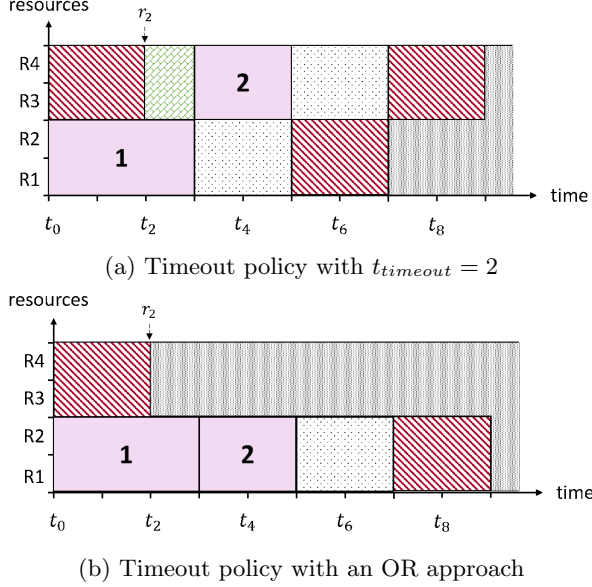 resources
r₂
R4
R3
2
R2
R1
1
time
t₀ t₂ t₄ t₆ t₈
(a) Timeout policy with t_timeout = 2
resources
r₂
R4
R3
R2
R1
1 2
time
t₀ t₂ t₄ t₆ t₈
(b) Timeout policy with an OR approach